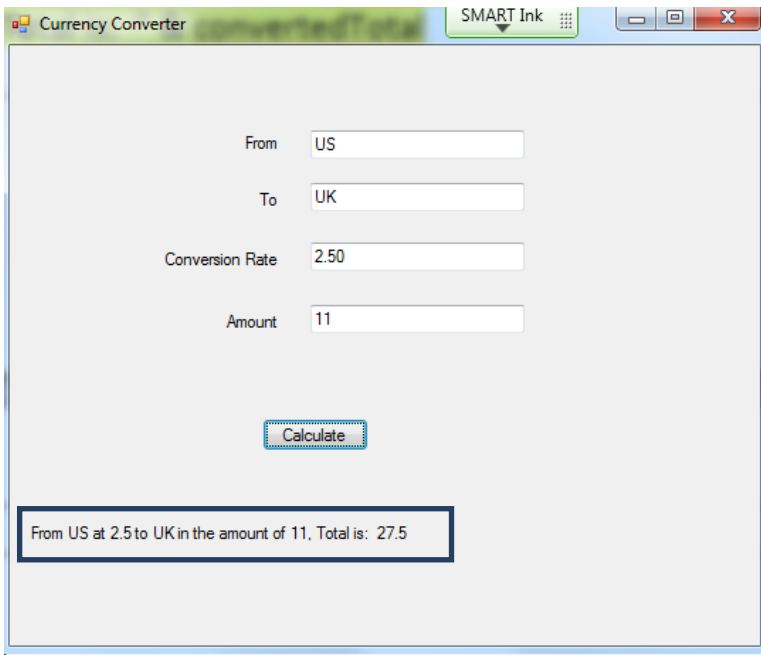 Currency Converter
convertedTotal
SMART Ink
From US
To UK
Conversion Rate 2.50
Amount 11
Calculate
From US at 2.5 to UK in the amount of 11, Total is: 27.5